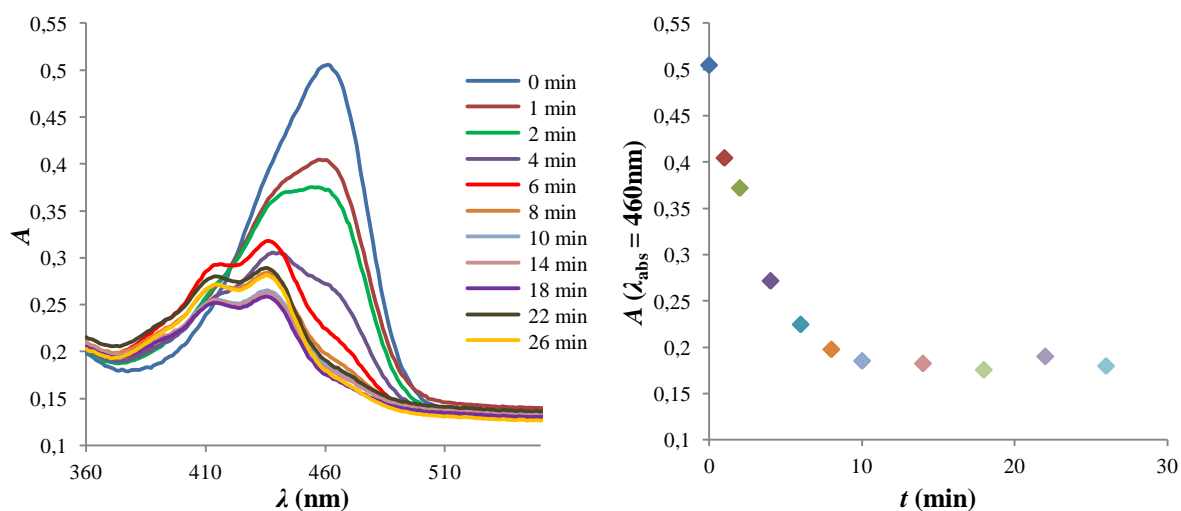 0,55
0,5
0,45
0,4
0,35
0,3
0,25
0,2
0,15
0,1
A
360
410
460
510
λ (nm)
0 min
1 min
2 min
4 min
6 min
8 min
10 min
14 min
18 min
22 min
26 min
0,55
0,5
0,45
0,4
0,35
0,3
0,25
0,2
0,15
0,1
A (λabs = 460nm)
0
10
20
30
t (min)